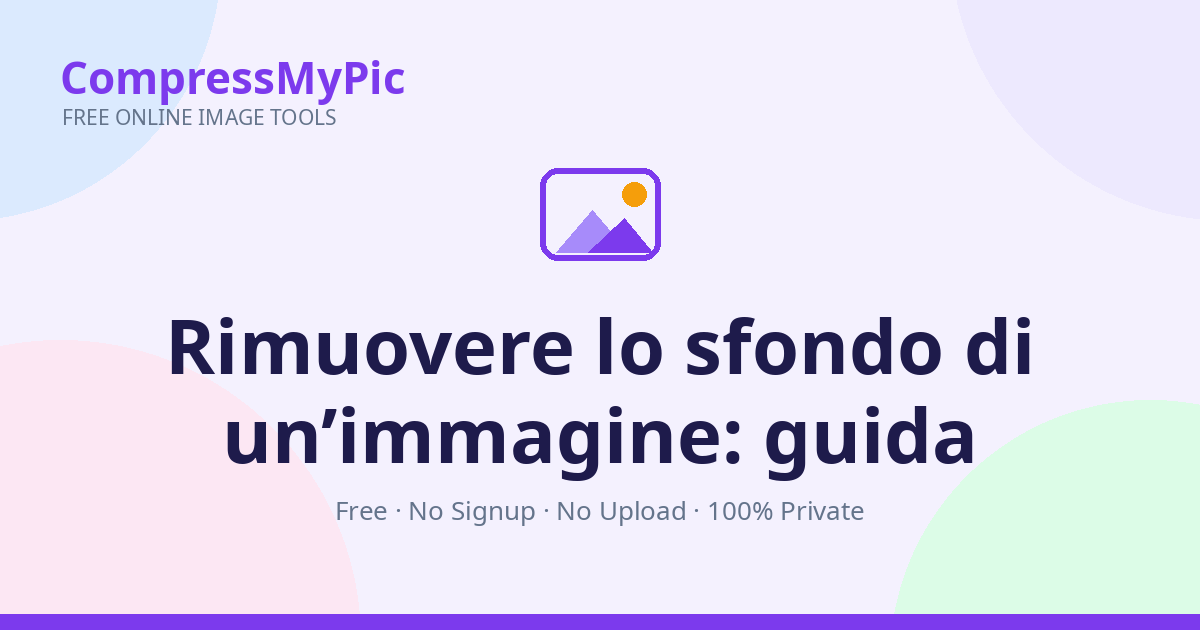 CompressMyPic
FREE ONLINE IMAGE TOOLS
Rimuovere lo sfondo di
un’immagine: guida
Free · No Signup · No Upload · 100% Private